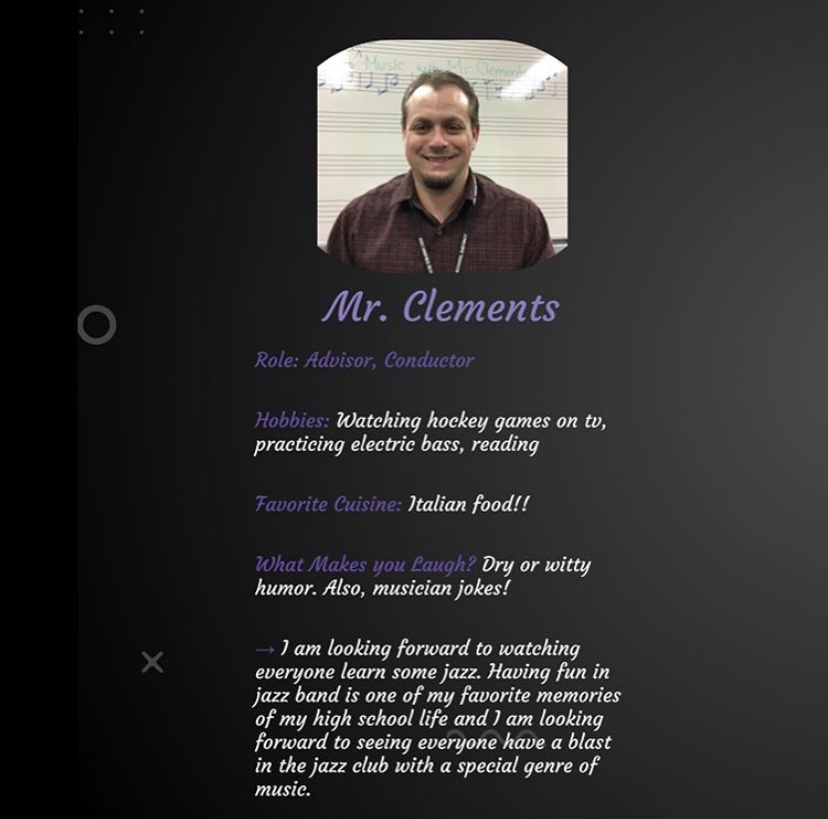 Music with Mr. Clements
Mr. Clements
Role: Advisor, Conductor
Hobbies: Watching hockey games on tv,
practicing electric bass, reading
Favorite Cuisine: Italian food!!
What Makes you Laugh? Dry or witty
humor. Also, musician jokes!
→ I am looking forward to watching
everyone learn some jazz. Having fun in
jazz band is one of my favorite memories
of my high school life and I am looking
forward to seeing everyone have a blast
in the jazz club with a special genre of
music.